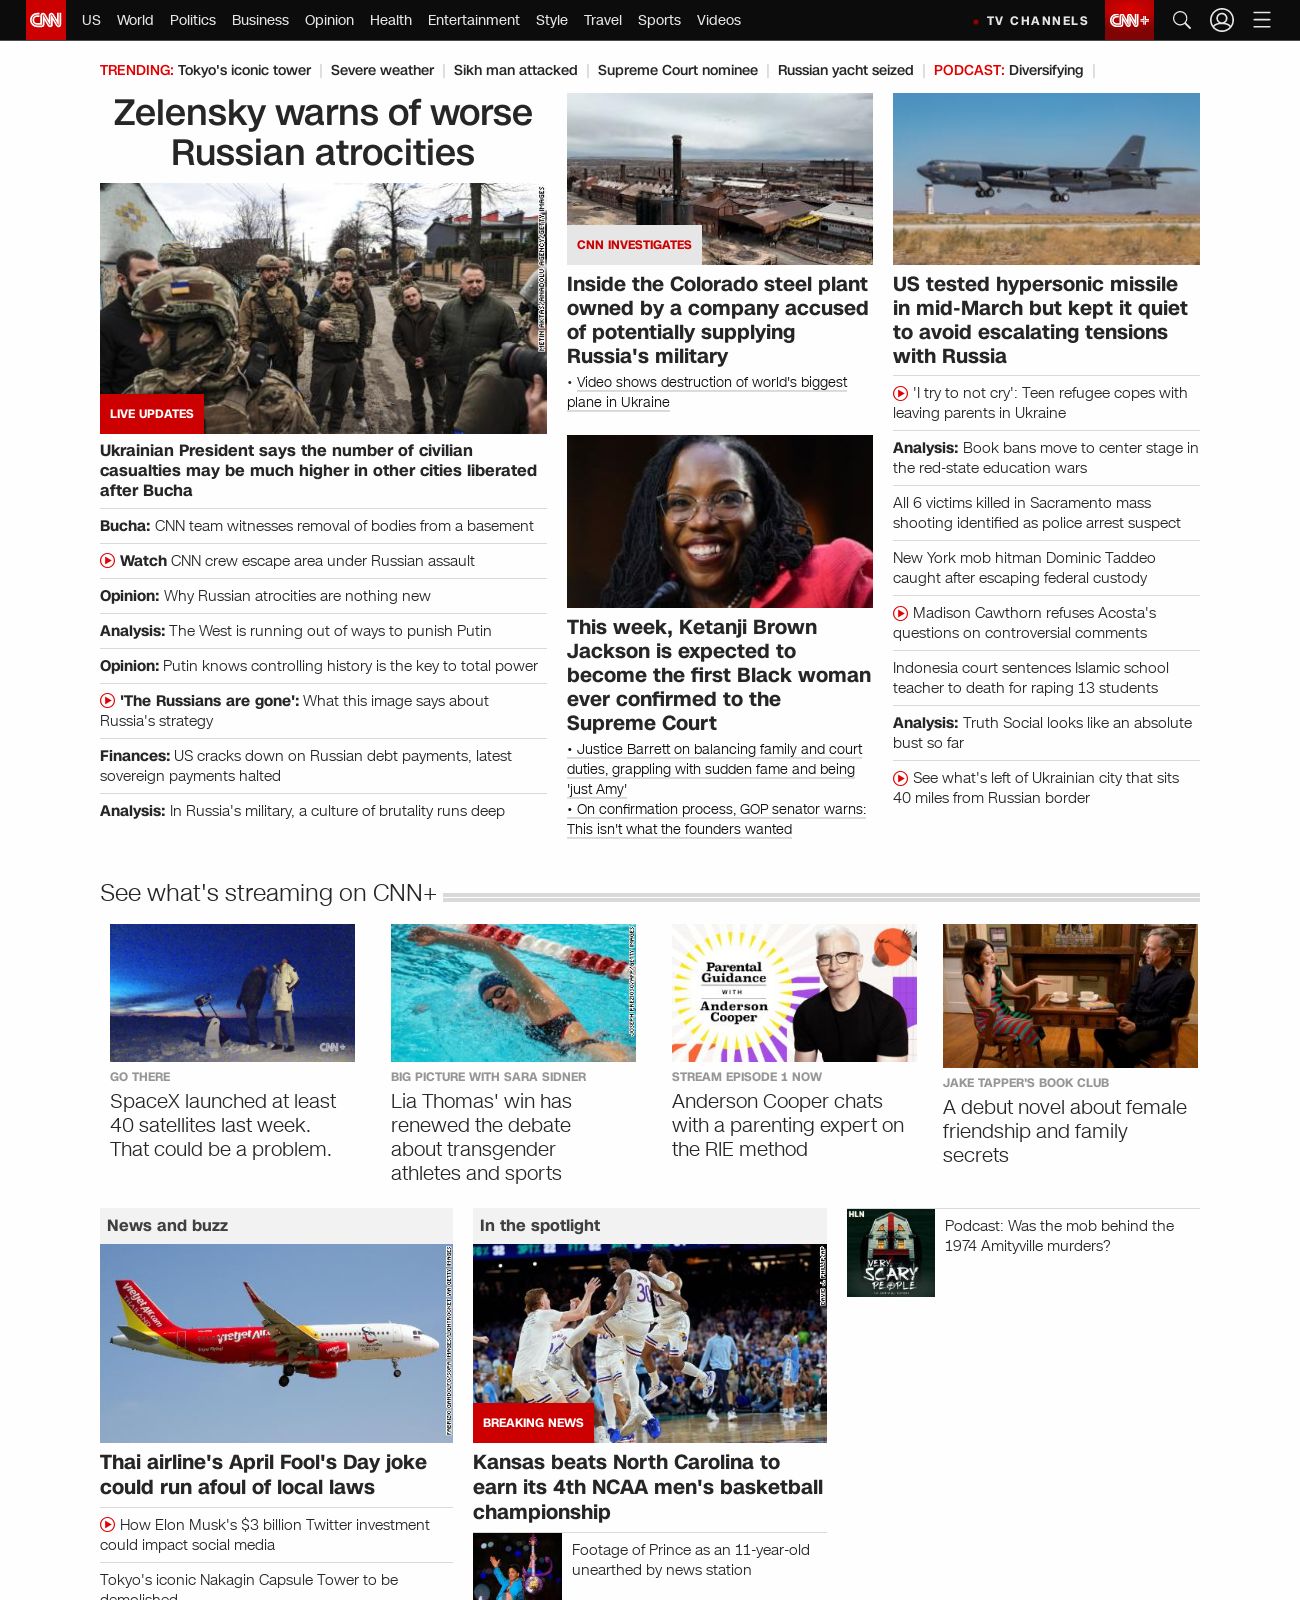 CNN US World Politics Business Opinion Health Entertainment Style Travel Sports Videos TV CHANNELS CNN+
TRENDING: Tokyo's iconic tower Severe weather Sikh man attacked Supreme Court nominee Russian yacht seized PODCAST: Diversifying
Zelensky warns of worse
Russian atrocities
METIN AKTAS/ANADOLU AGENCY/GETTY IMAGES
LIVE UPDATES
Ukrainian President says the number of civilian
casualties may be much higher in other cities liberated
after Bucha
Bucha: CNN team witnesses removal of bodies from a basement
Watch CNN crew escape area under Russian assault
Opinion: Why Russian atrocities are nothing new
Analysis: The West is running out of ways to punish Putin
Opinion: Putin knows controlling history is the key to total power
'The Russians are gone': What this image says about
Russia's strategy
Finances: US cracks down on Russian debt payments, latest
sovereign payments halted
Analysis: In Russia's military, a culture of brutality runs deep
CNN INVESTIGATES
Inside the Colorado steel plant
owned by a company accused
of potentially supplying
Russia's military
• Video shows destruction of world's biggest
plane in Ukraine
This week, Ketanji Brown
Jackson is expected to
become the first Black woman
ever confirmed to the
Supreme Court
• Justice Barrett on balancing family and court
duties, grappling with sudden fame and being
'just Amy'
• On confirmation process, GOP senator warns:
This isn't what the founders wanted
US tested hypersonic missile
in mid-March but kept it quiet
to avoid escalating tensions
with Russia
'I try to not cry': Teen refugee copes with
leaving parents in Ukraine
Analysis: Book bans move to center stage in
the red-state education wars
All 6 victims killed in Sacramento mass
shooting identified as police arrest suspect
New York mob hitman Dominic Taddeo
caught after escaping federal custody
Madison Cawthorn refuses Acosta's
questions on controversial comments
Indonesia court sentences Islamic school
teacher to death for raping 13 students
Analysis: Truth Social looks like an absolute
bust so far
See what's left of Ukrainian city that sits
40 miles from Russian border
See what's streaming on CNN+
CNN+
GO THERE
SpaceX launched at least
40 satellites last week.
That could be a problem.
BIG PICTURE WITH SARA SIDNER
Lia Thomas' win has
renewed the debate
about transgender
athletes and sports
Parental
Guidance
WITH
Anderson
Cooper
STREAM EPISODE 1 NOW
Anderson Cooper chats
with a parenting expert on
the RIE method
JAKE TAPPER'S BOOK CLUB
A debut novel about female
friendship and family
secrets
News and buzz
Thai airline's April Fool's Day joke
could run afoul of local laws
How Elon Musk's $3 billion Twitter investment
could impact social media
Tokyo's iconic Nakagin Capsule Tower to be
demolished
In the spotlight
BREAKING NEWS
Kansas beats North Carolina to
earn its 4th NCAA men's basketball
championship
Footage of Prince as an 11-year-old
unearthed by news station
HLN
VERY
SCARY
PEOPLE
Podcast: Was the mob behind the
1974 Amityville murders?